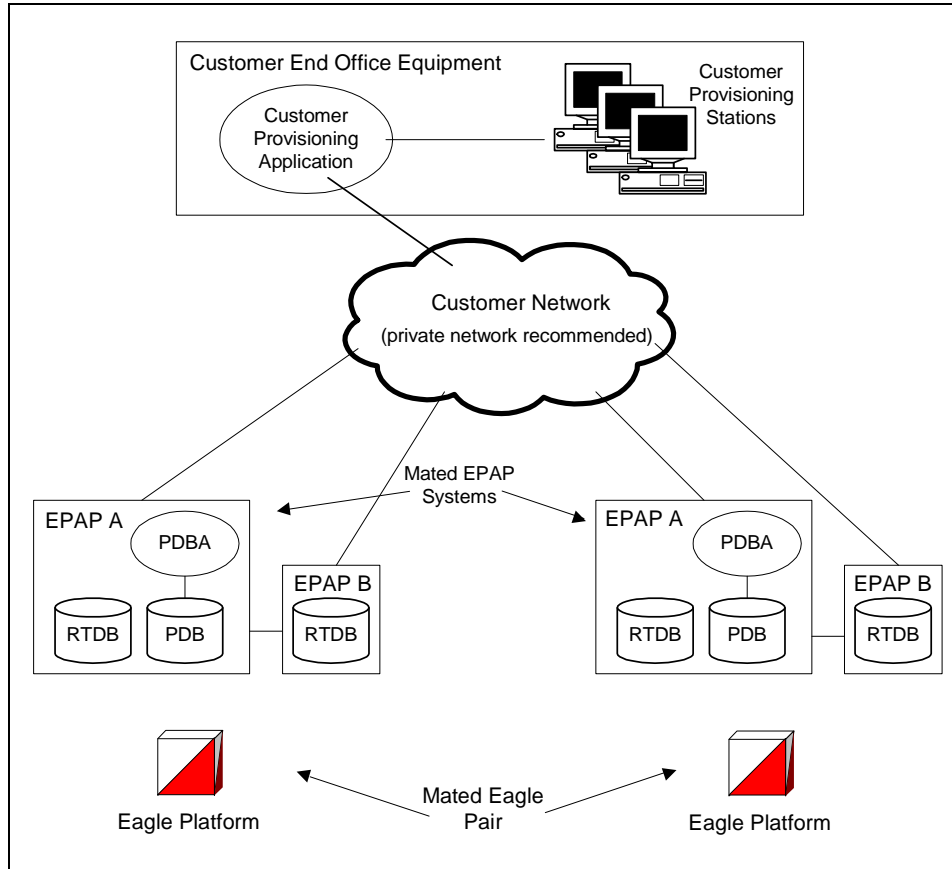 Customer End Office Equipment
Customer
Provisioning
Application
Customer
Provisioning
Stations
Customer Network
(private network recommended)
Mated EPAP
Systems
EPAP A
PDBA
RTDB
PDB
EPAP B
RTDB
EPAP A
PDBA
RTDB
PDB
EPAP B
RTDB
Eagle Platform
Mated Eagle
Pair
Eagle Platform